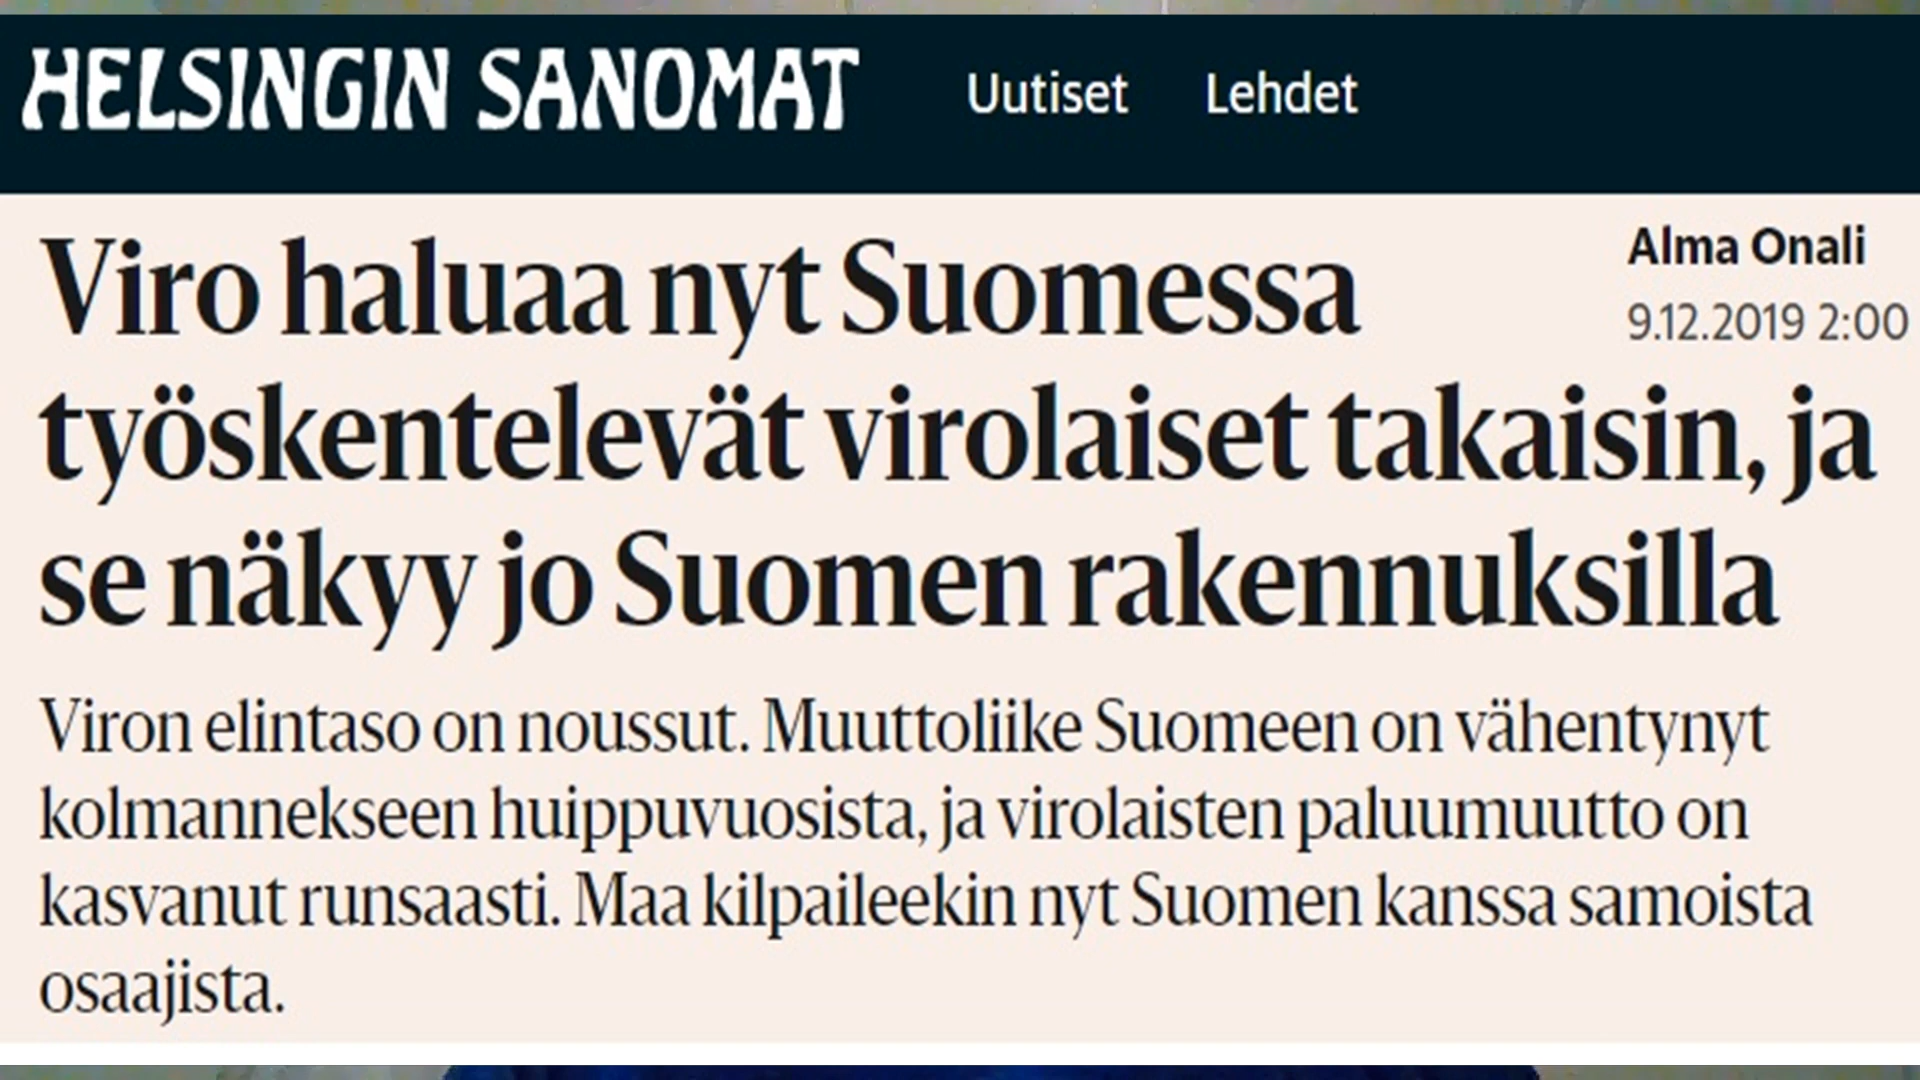 HELSINGIN SANOMAT Uutiset Lehdet
Viro haluaa nyt Suomessa
työskentelevät virolaiset takaisin, ja
se näkyy jo Suomen rakennuksilla
Alma Onali
9.12.2019 2:00
Viron elintaso on noussut. Muuttoliike Suomeen on vähentynyt
kolmannekseen huippuvuosista, ja virolaisten paluumuutto on
kasvanut runsaasti. Maa kilpaileekin nyt Suomen kanssa samoista
osaajista.